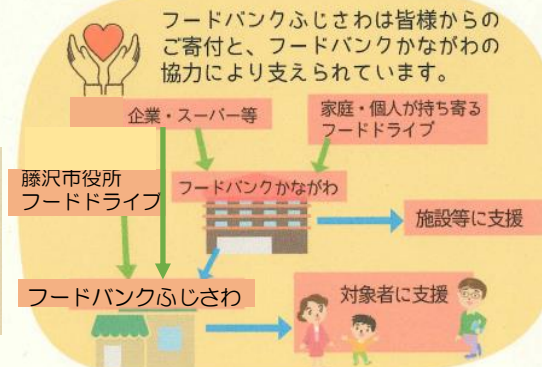 フードバンクふじさわは皆様からの
ご寄付と、フードバンクかながわの
協力により支えられています。
企業・スーパー等
家庭・個人が持ち寄る
フードドライブ
藤沢市役所
フードドライブ
フードバンクかながわ
施設等に支援
フードバンクふじさわ
対象者に支援